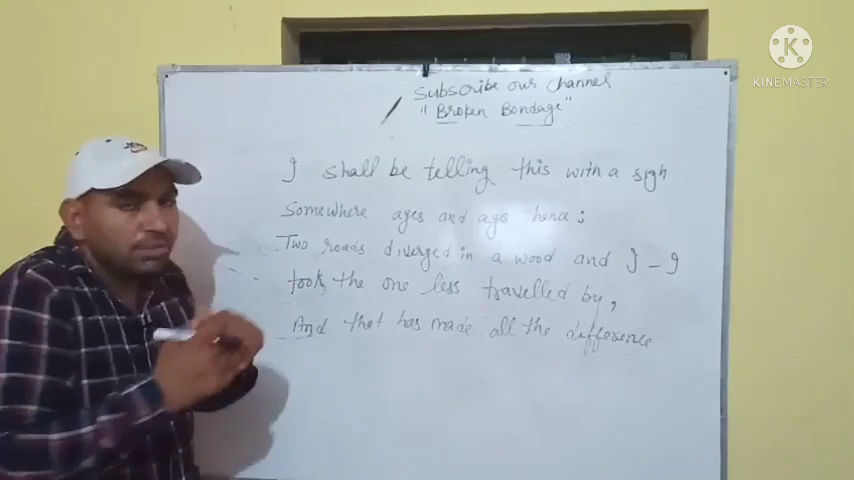 Subscribe our channel
"Broken Bondage"
I shall be telling this with a sigh
Somewhere ages and ages hence;
Two roads diverged in a wood and I - I
took the one less travelled by,
And that has made all the difference
K
KINEMASTER